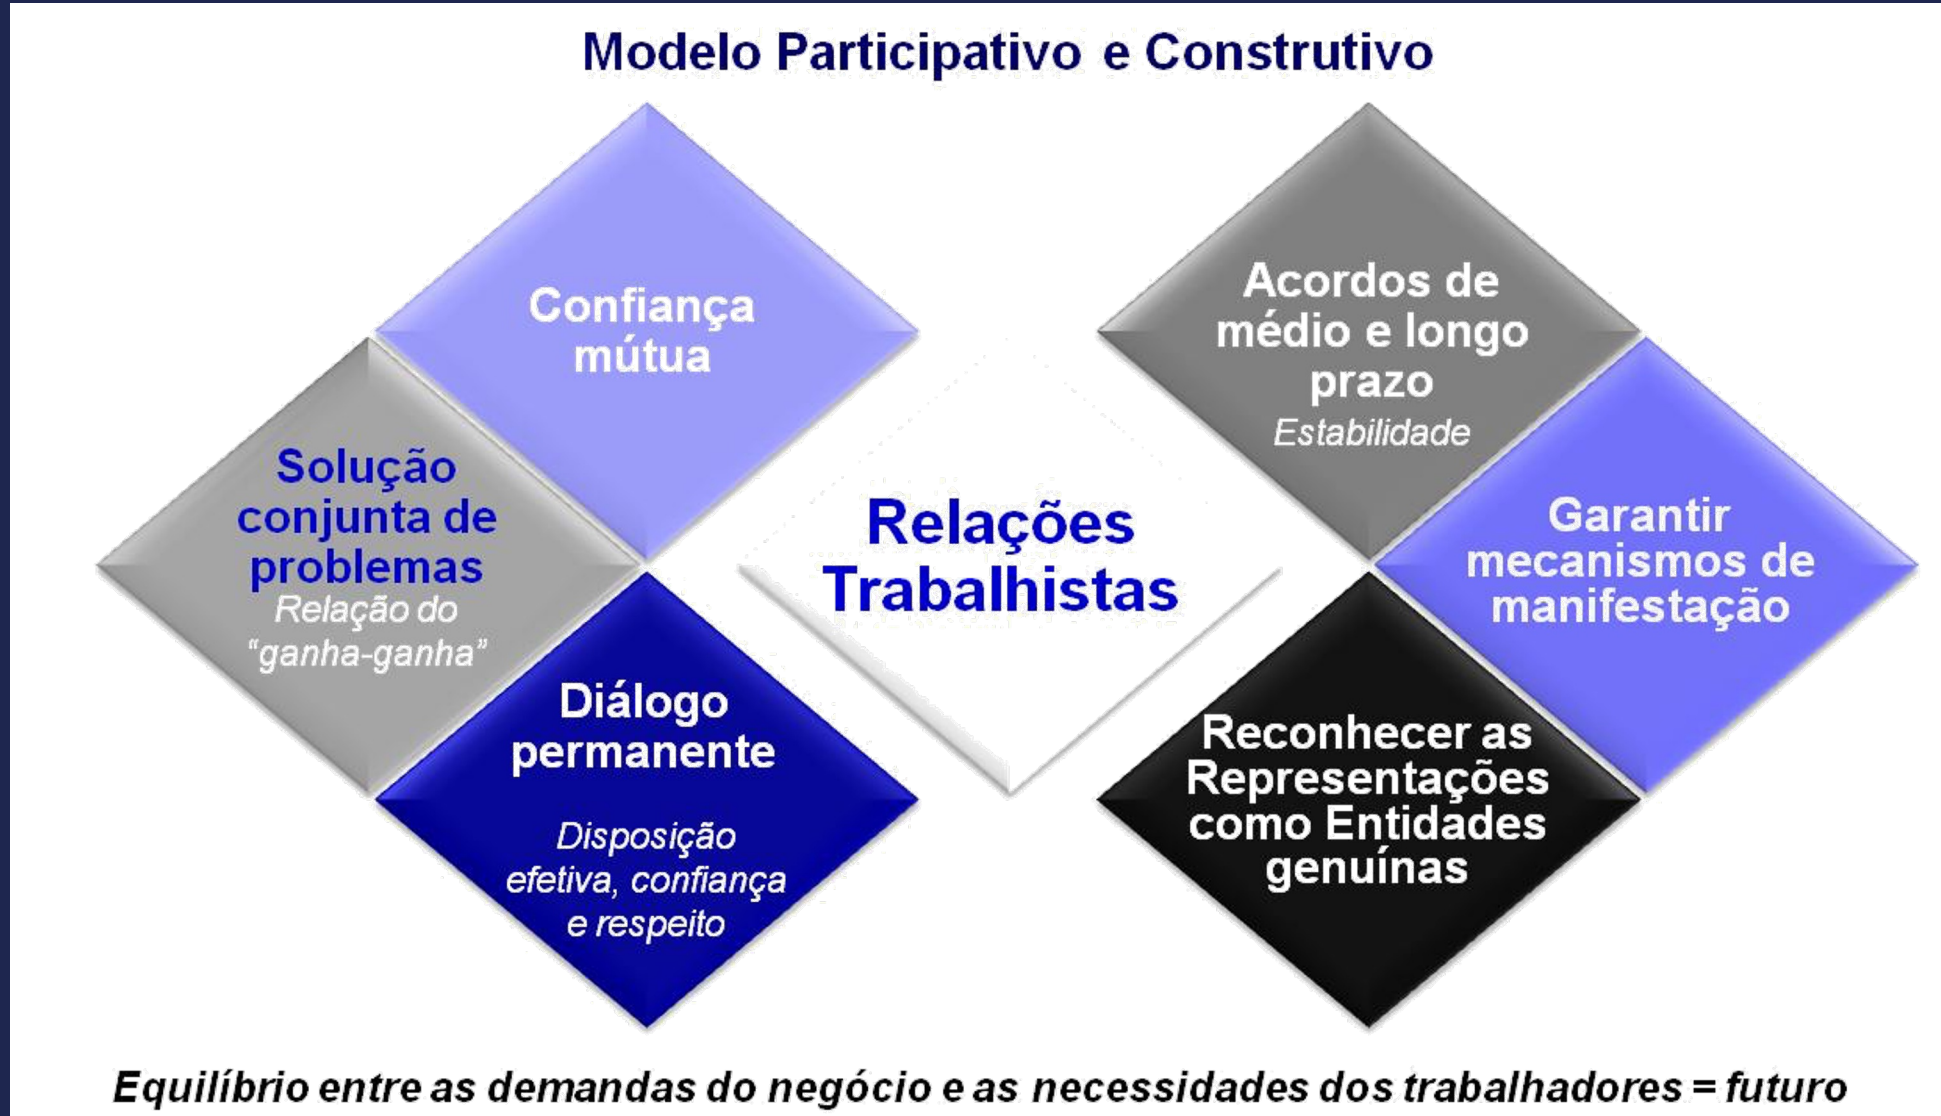 Modelo Participativo e Construtivo
Confiança
mútua
Solução
conjunta de
problemas
Relação do
“ganha-ganha”
Diálogo
permanente
Disposição
efetiva, confiança
e respeito
Relações
Trabalhistas
Acordos de
médio e longo
prazo
Estabilidade
Garantir
mecanismos de
manifestação
Reconhecer as
Representações
como Entidades
genuínas
Equilíbrio entre as demandas do negócio e as necessidades dos trabalhadores = futuro